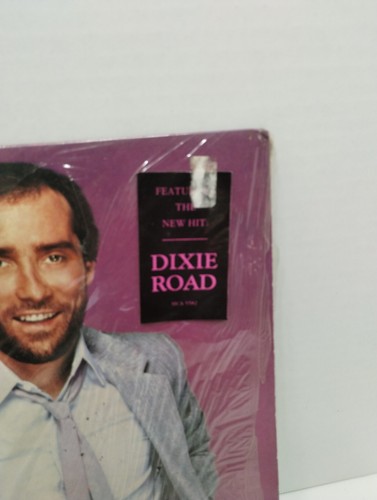 THE
NEW HIT:
DIXIE
ROAD